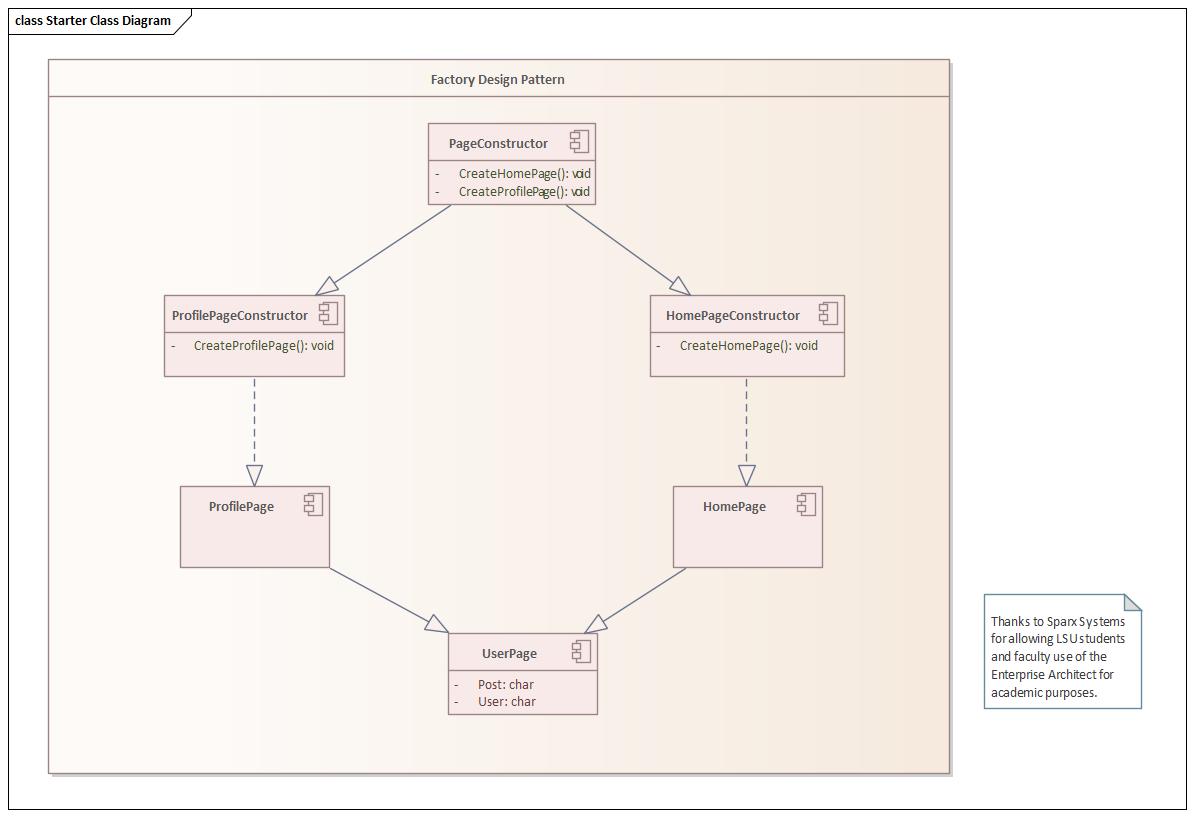 class Starter Class Diagram
Factory Design Pattern
PageConstructor
- CreateHomePage(): void
- CreateProfilePage(): void
ProfilePageConstructor
- CreateProfilePage(): void
HomePageConstructor
- CreateHomePage(): void
ProfilePage
HomePage
UserPage
- Post: char
- User: char
Thanks to Sparx Systems
for allowing LSU students
and faculty use of the
Enterprise Architect for
academic purposes.